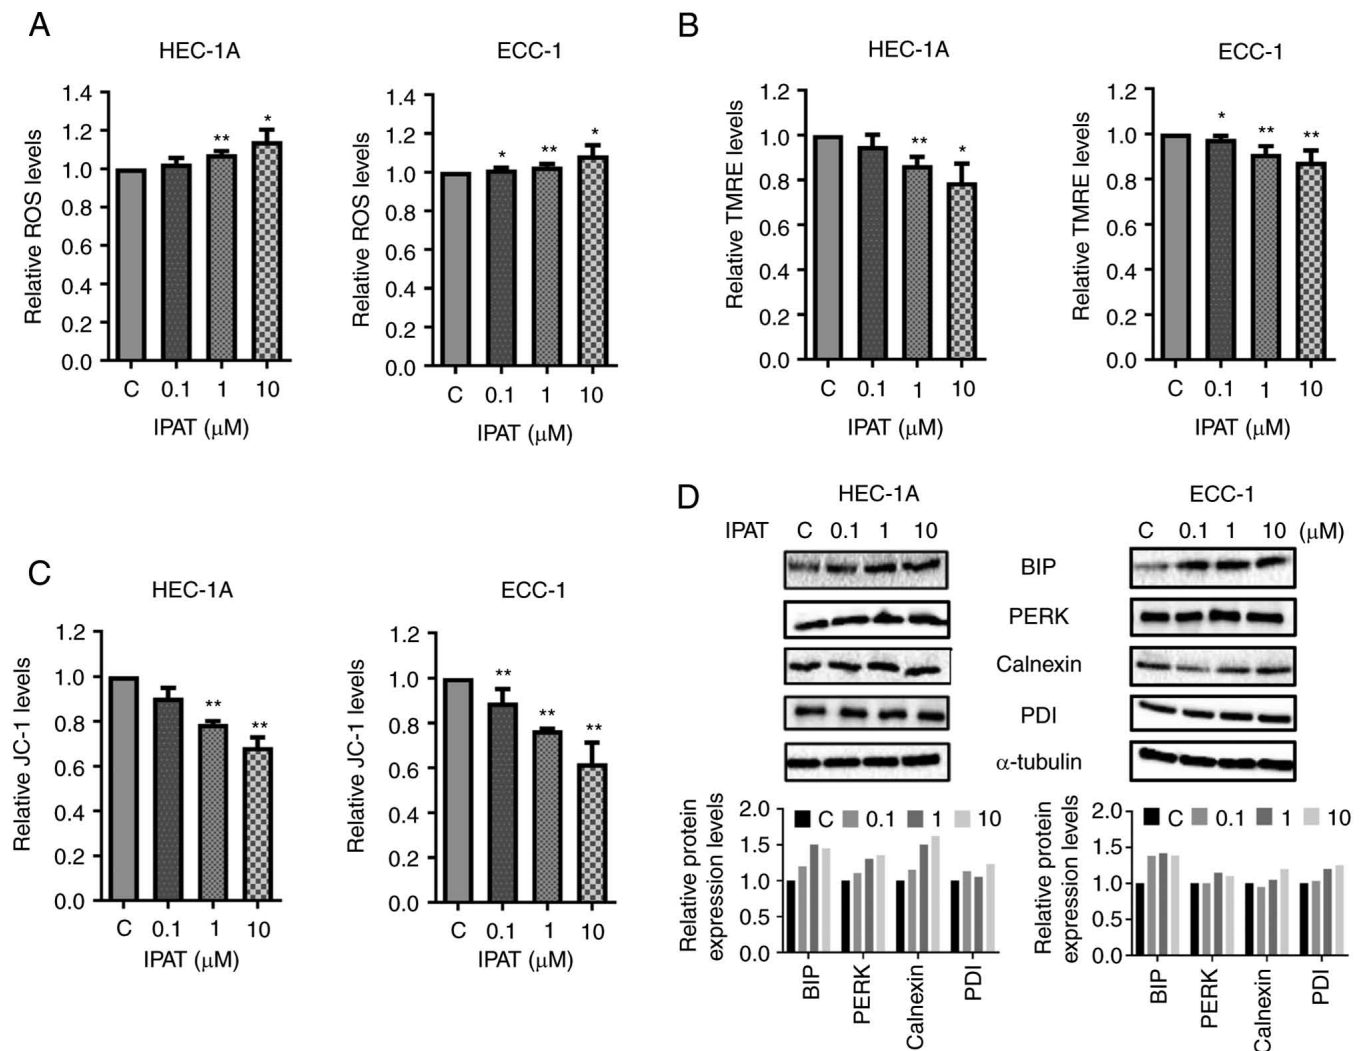 A
HEC-1A
Relative ROS levels
1.4
1.2
1.0
0.8
0.6
0.4
0.2
0.0
**
*
C 0.1 1 10
IPAT (μM)
ECC-1
Relative ROS levels
1.4
1.2
1.0
0.8
0.6
0.4
0.2
0.0
*
**
*
C 0.1 1 10
IPAT (μM)
B
HEC-1A
Relative TMRE levels
1.2
1.0
0.8
0.6
0.4
0.2
0.0
**
*
C 0.1 1 10
IPAT (μM)
ECC-1
Relative TMRE levels
1.2
1.0
0.8
0.6
0.4
0.2
0.0
*
**
**
C 0.1 1 10
IPAT (μM)
C
HEC-1A
Relative JC-1 levels
1.2
1.0
0.8
0.6
0.4
0.2
0.0
**
**
C 0.1 1 10
IPAT (μM)
ECC-1
Relative JC-1 levels
1.2
1.0
0.8
0.6
0.4
0.2
0.0
**
**
**
C 0.1 1 10
IPAT (μM)
D
HEC-1A
ECC-1
IPAT C 0.1 1 10
C 0.1 1 10 (μM)
BIP
PERK
Calnexin
PDI
α-tubulin
Relative protein
expression levels
2.0
1.5
1.0
0.5
0.0
C 0.1 1 10
BIP
PERK
Calnexin
PDI
Relative protein
expression levels
2.0
1.5
1.0
0.5
0.0
C 0.1 1 10
BIP
PERK
Calnexin
PDI